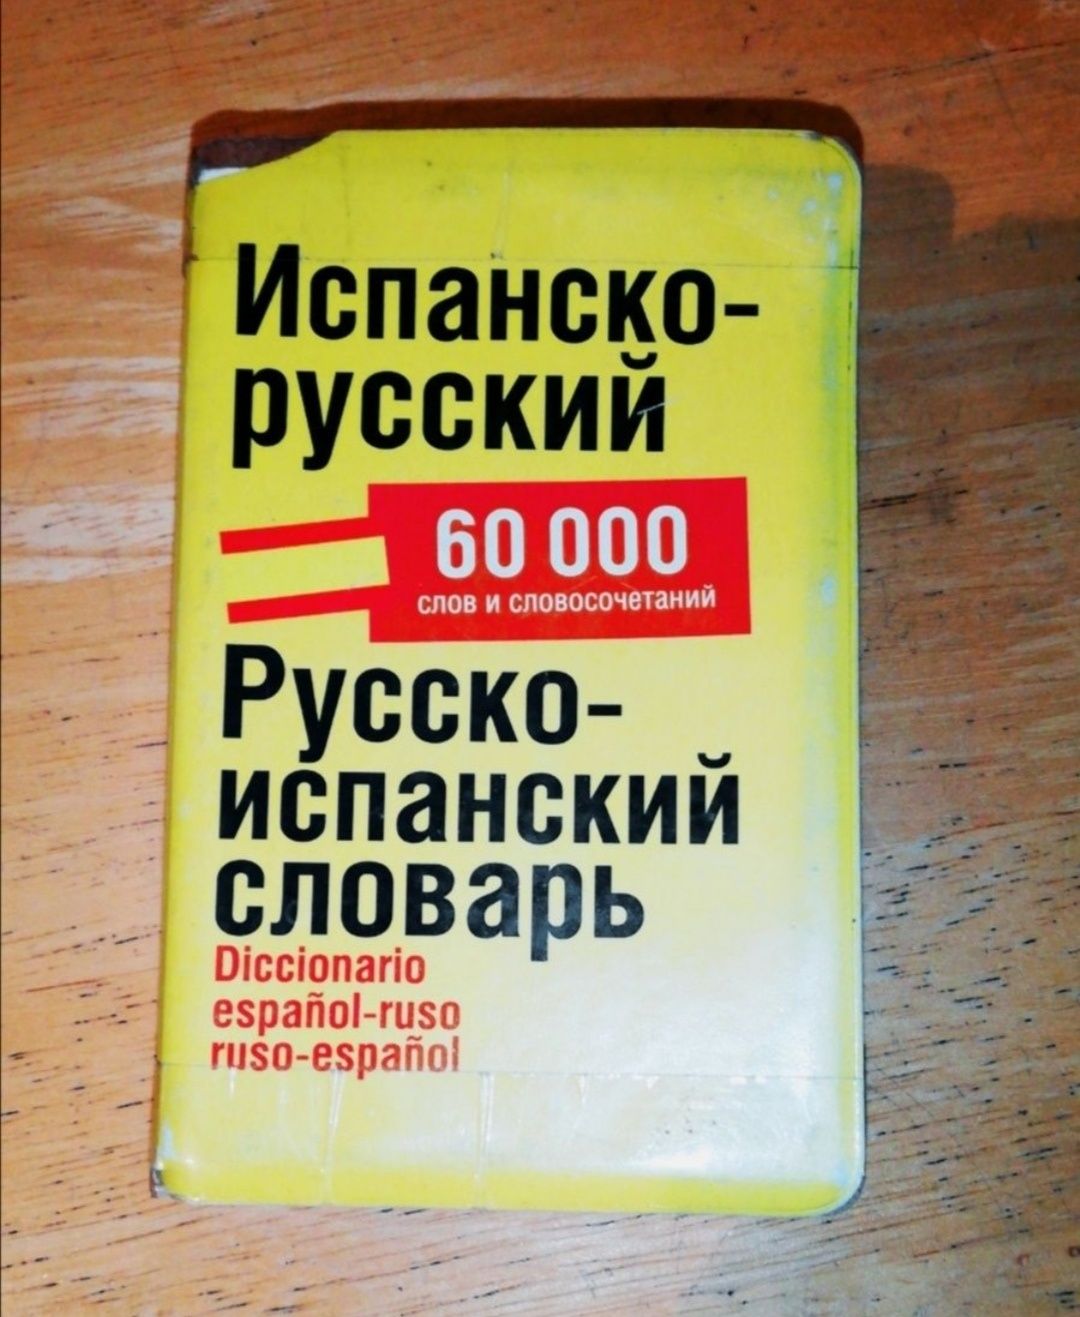 Испанско-
русский
60 000
слов и словосочетаний
Русско-
испанский
словарь
Diccionario
español-ruso
ruso-español